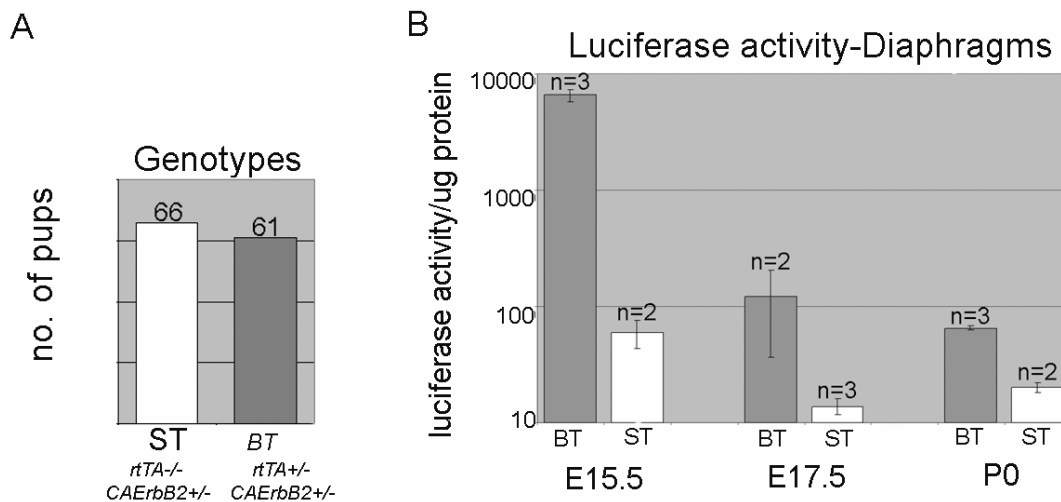 A
Genotypes
no. of pups
66
61
ST
BT
rtTA-/-
CAErbB2+/-
rtTA+/-
CAErbB2+/-
B
Luciferase activity-Diaphragms
luciferase activity/ug protein
10000
1000
100
10
n=3
n=2
n=2
n=3
n=3
n=2
BT
ST
BT
ST
BT
ST
E15.5
E17.5
P0